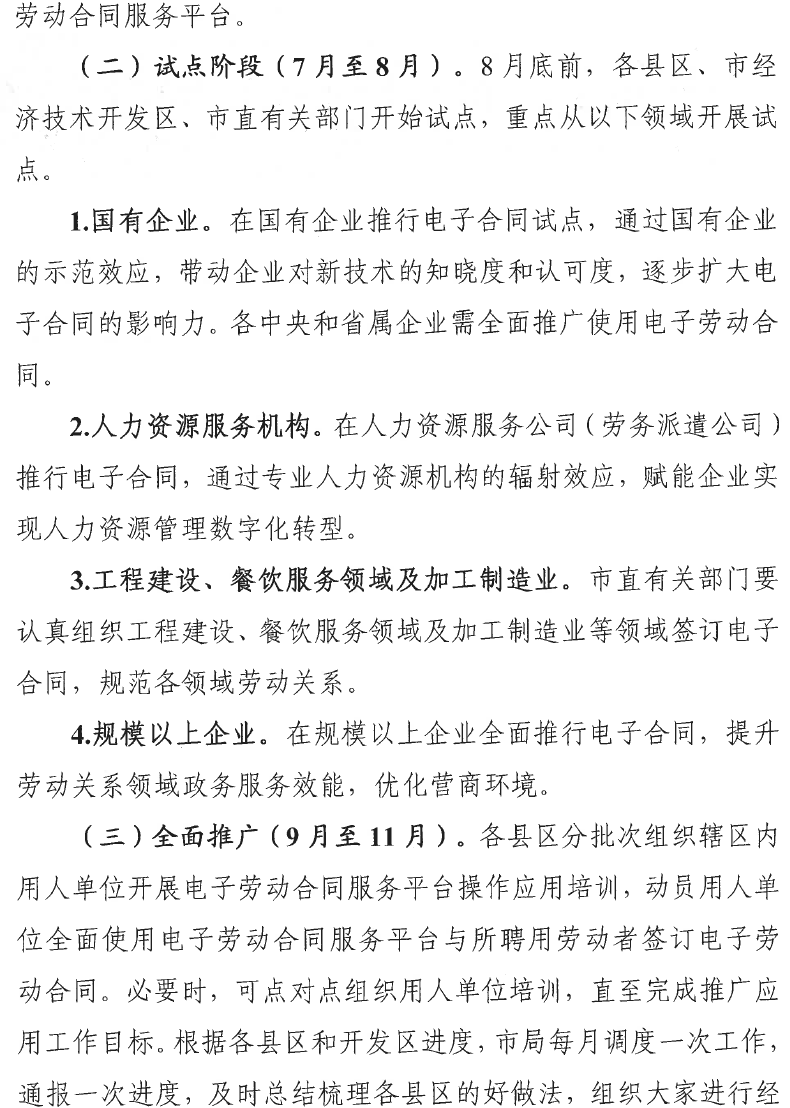 劳动合同服务平台。
（二）试点阶段（7月至8月）。8月底前，各县区、市经
济技术开发区、市直有关部门开始试点，重点从以下领域开展试
点。
1.国有企业。在国有企业推行电子合同试点，通过国有企业
的示范效应，带动企业对新技术的知晓度和认可度，逐步扩大电
子合同的影响力。各中央和省属企业需全面推广使用电子劳动合
同。
2.人力资源服务机构。在人力资源服务公司（劳务派遣公司）
推行电子合同，通过专业人力资源机构的辐射效应，赋能企业实
现人力资源管理数字化转型。
3.工程建设、餐饮服务领域及加工制造业。市直有关部门要
认真组织工程建设、餐饮服务领域及加工制造业等领域签订电子
合同，规范各领域劳动关系。
4.规模以上企业。在规模以上企业全面推行电子合同，提升
劳动关系领域政务服务效能，优化营商环境。
（三）全面推广（9月至11月）。各县区分批次组织辖区内
用人单位开展电子劳动合同服务平台操作应用培训，动员用人单
位全面使用电子劳动合同服务平台与所聘用劳动者签订电子劳
动合同。必要时，可点对点组织用人单位培训，直至完成推广应
用工作目标。根据各县区和开发区进度，市局每月调度一次工作，
通报一次进度，及时总结梳理各县区的好做法，组织大家进行经